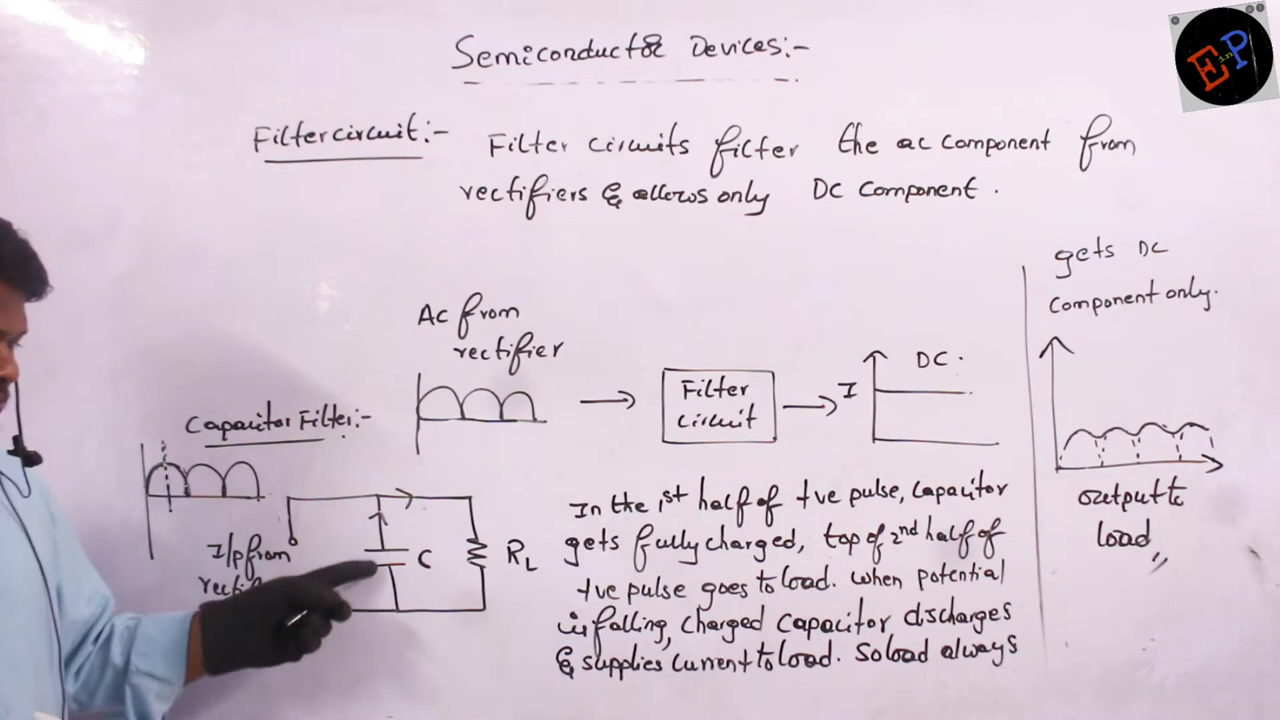 Semiconductor Devices:-
E in P
Filter circuit:- Filter circuits filter the ac component from
rectifiers & allows only DC component.
Ac from
rectifier
Filter
circuit
I
DC.
Capacitor Filter:-
I/p from
C
RL
In the 1st half of +ve pulse, capacitor
gets fully charged, top of 2nd half of
+ve pulse goes to load. when potential
is falling, charged capacitor discharges
& supplies current to load. So load always
gets DC
component only.
output to
load